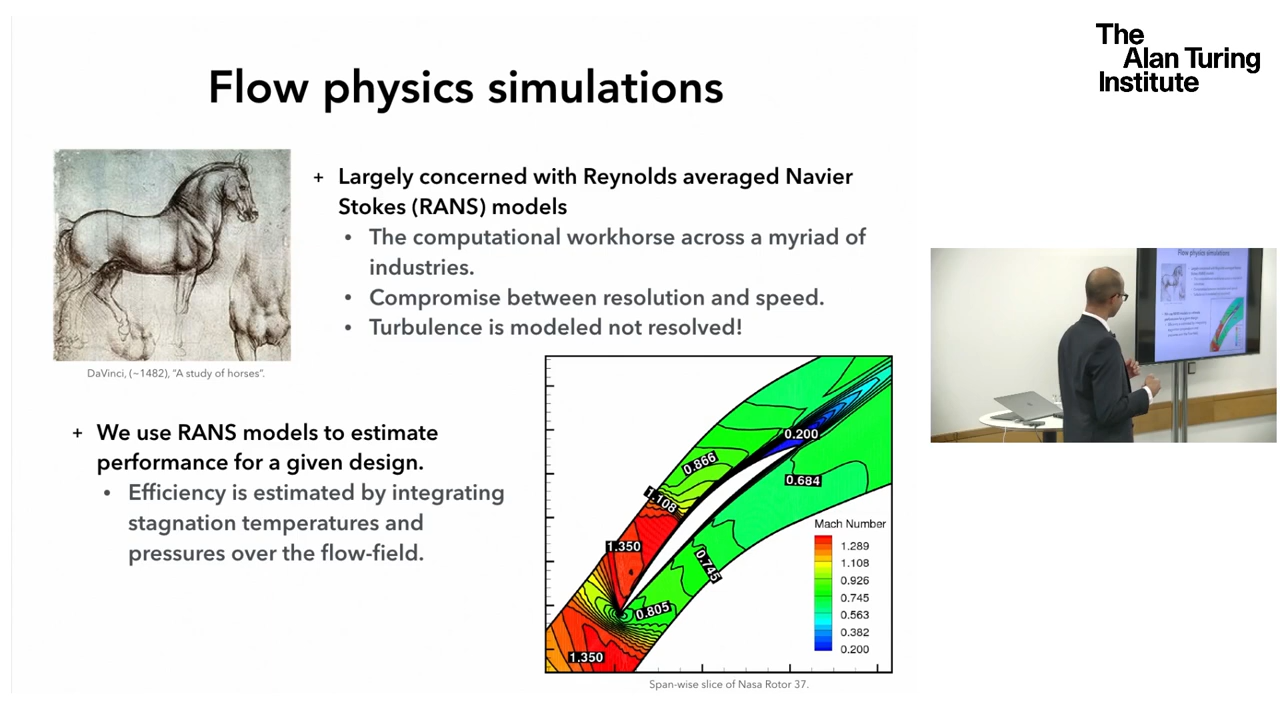 The
Alan Turing
Institute
Flow physics simulations
+ Largely concerned with Reynolds averaged Navier
Stokes (RANS) models
• The computational workhorse across a myriad of
industries.
• Compromise between resolution and speed.
• Turbulence is modeled not resolved!
DaVinci, (~1482), “A study of horses”.
+ We use RANS models to estimate
performance for a given design.
• Efficiency is estimated by integrating
stagnation temperatures and
pressures over the flow-field.
0.200
0.866
0.684
1.108
1.350
0.745
0.805
1.350
Mach Number
1.289
1.108
0.926
0.745
0.563
0.382
0.200
Span-wise slice of Nasa Rotor 37.
Flow physics simulations